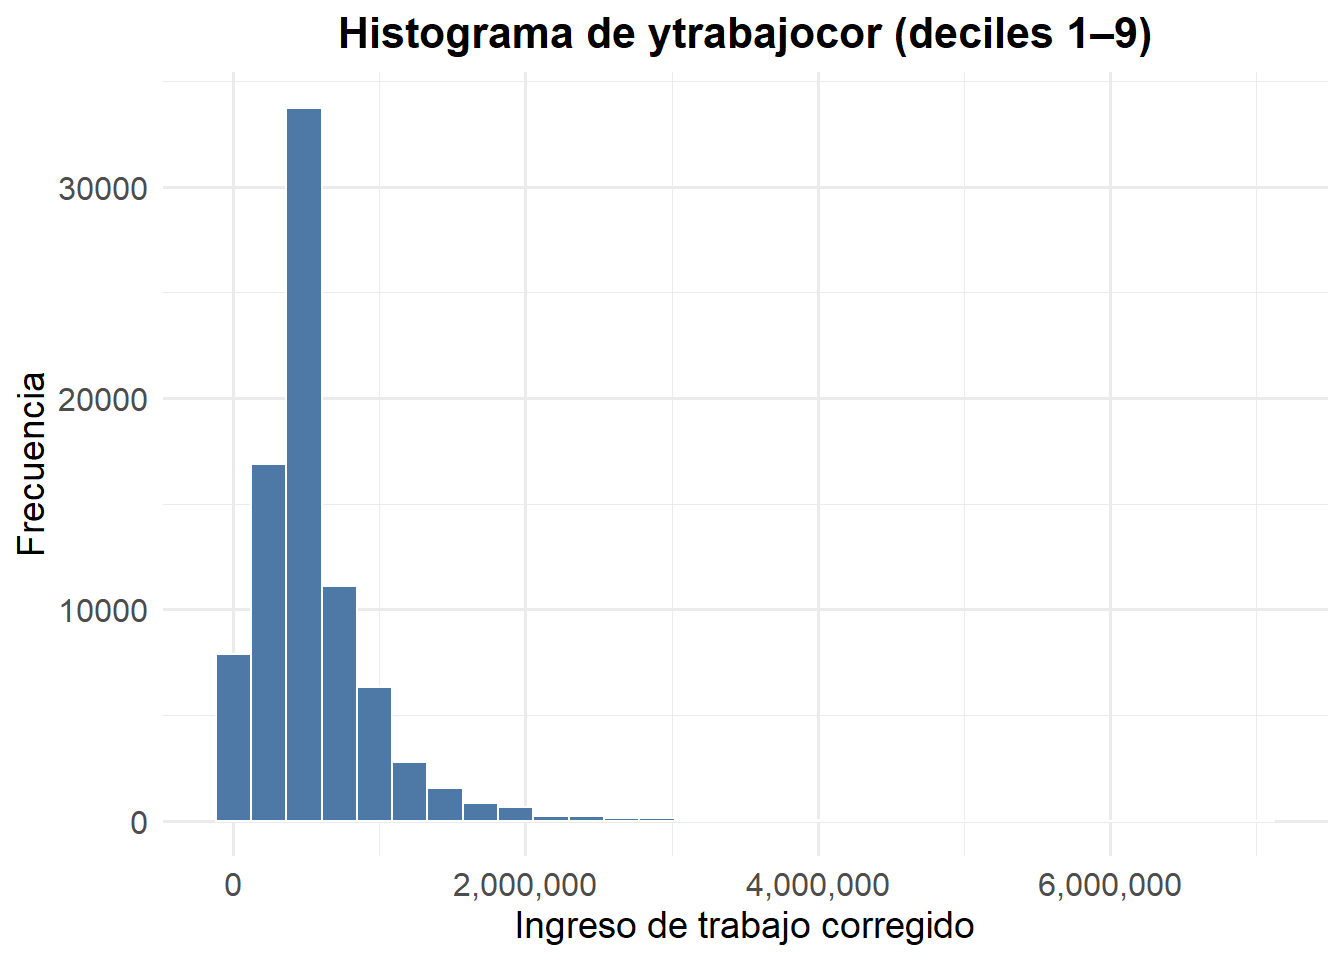 Histograma de ytrabajocor (deciles 1–9)
Frecuencia
30000
20000
10000
0
0 2,000,000 4,000,000 6,000,000
Ingreso de trabajo corregido